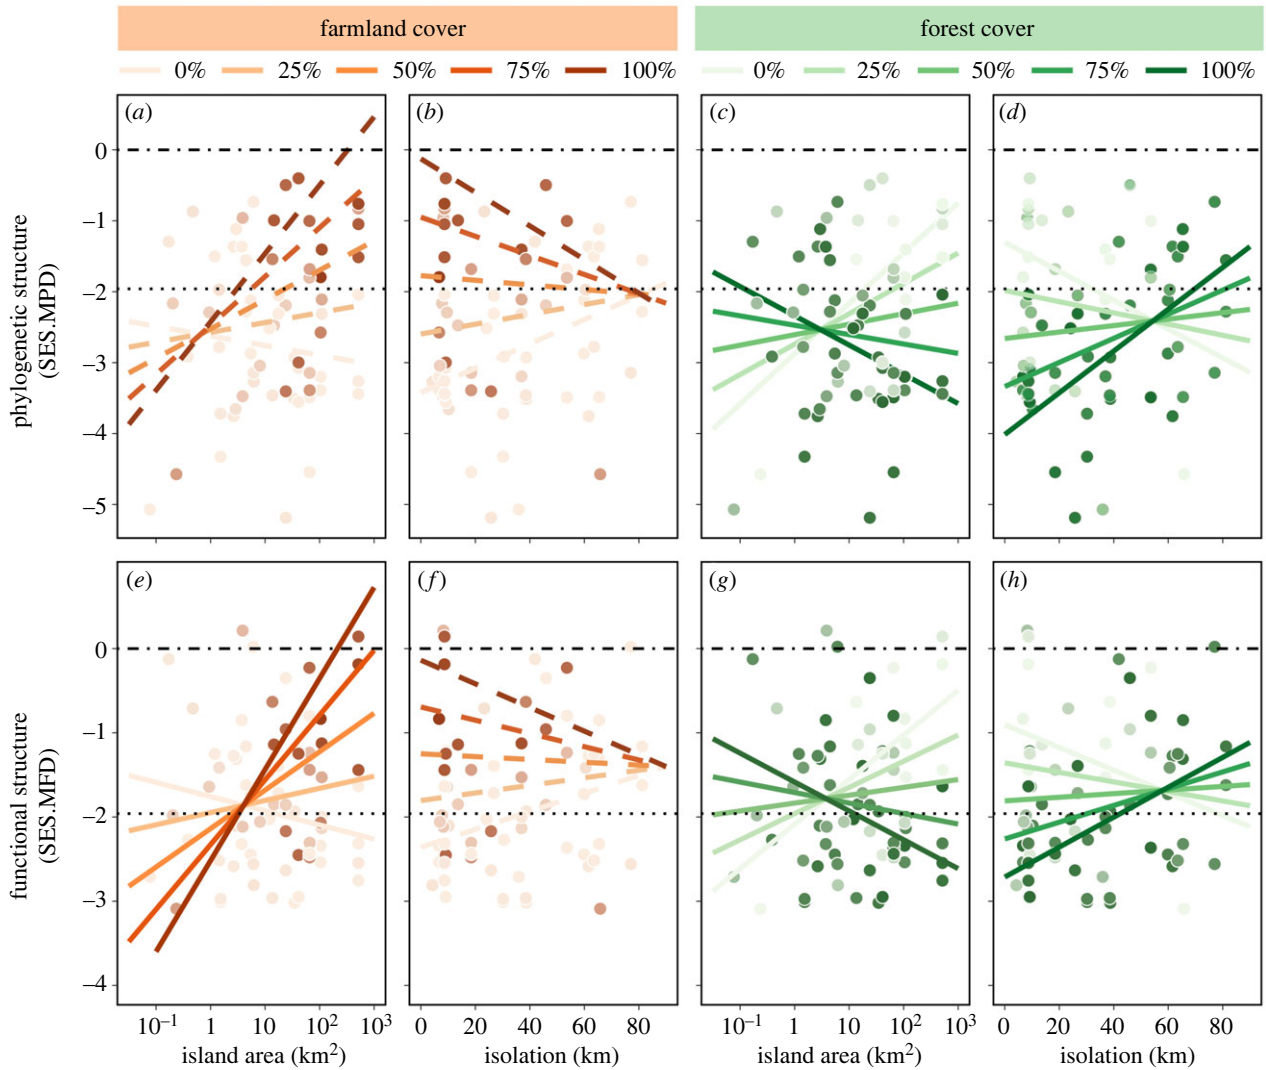 farmland cover forest cover
0% 25% 50% 75% 100% 0% 25% 50% 75% 100%
(a) (b) (c) (d)
phylogenetic structure
(SES.MPD)
0
–1
–2
–3
–4
–5
(e) (f) (g) (h)
functional structure
(SES.MFD)
0
–1
–2
–3
–4
10–1 1 10 102 103 0 20 40 60 80 10–1 1 10 102 103 0 20 40 60 80
island area (km2) isolation (km) island area (km2) isolation (km)